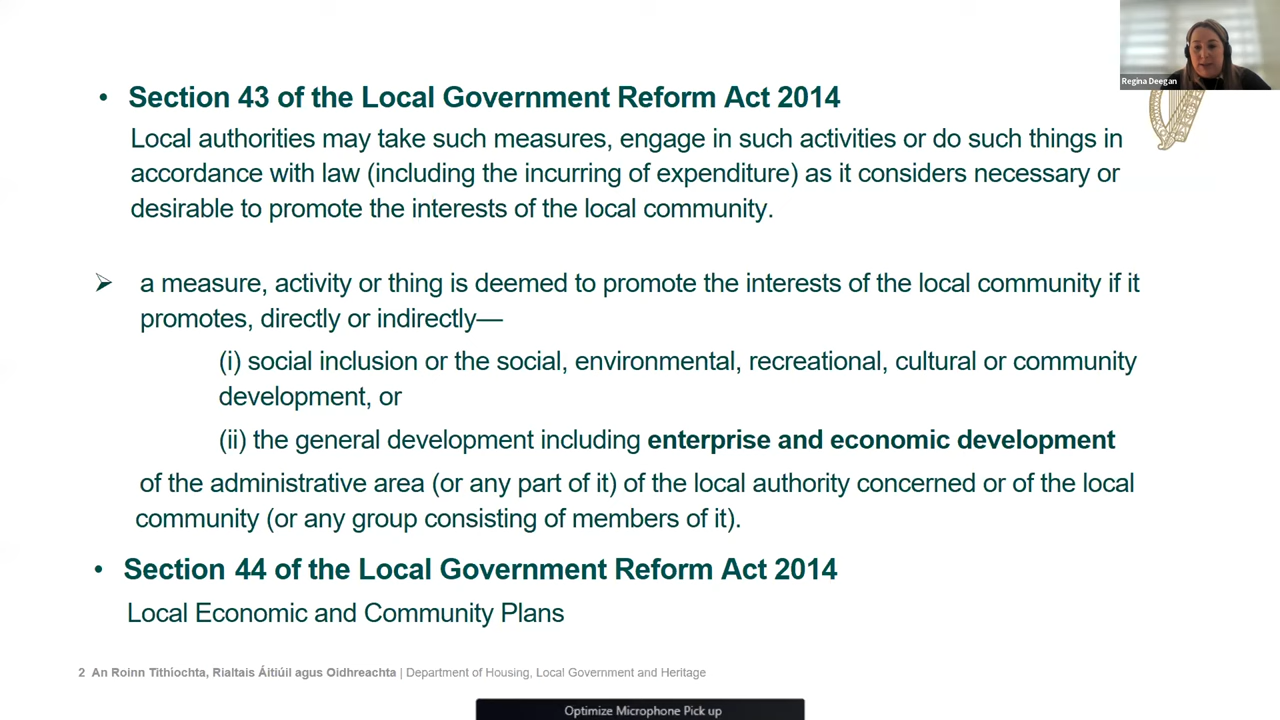 Regina Deegan
• Section 43 of the Local Government Reform Act 2014
Local authorities may take such measures, engage in such activities or do such things in
accordance with law (including the incurring of expenditure) as it considers necessary or
desirable to promote the interests of the local community.
➢ a measure, activity or thing is deemed to promote the interests of the local community if it
promotes, directly or indirectly—
(i) social inclusion or the social, environmental, recreational, cultural or community
development, or
(ii) the general development including enterprise and economic development
of the administrative area (or any part of it) of the local authority concerned or of the local
community (or any group consisting of members of it).
• Section 44 of the Local Government Reform Act 2014
Local Economic and Community Plans
2 An Roinn Tithíochta, Rialtais Áitiúil agus Oidhreachta | Department of Housing, Local Government and Heritage
Optimize Microphone Pick up